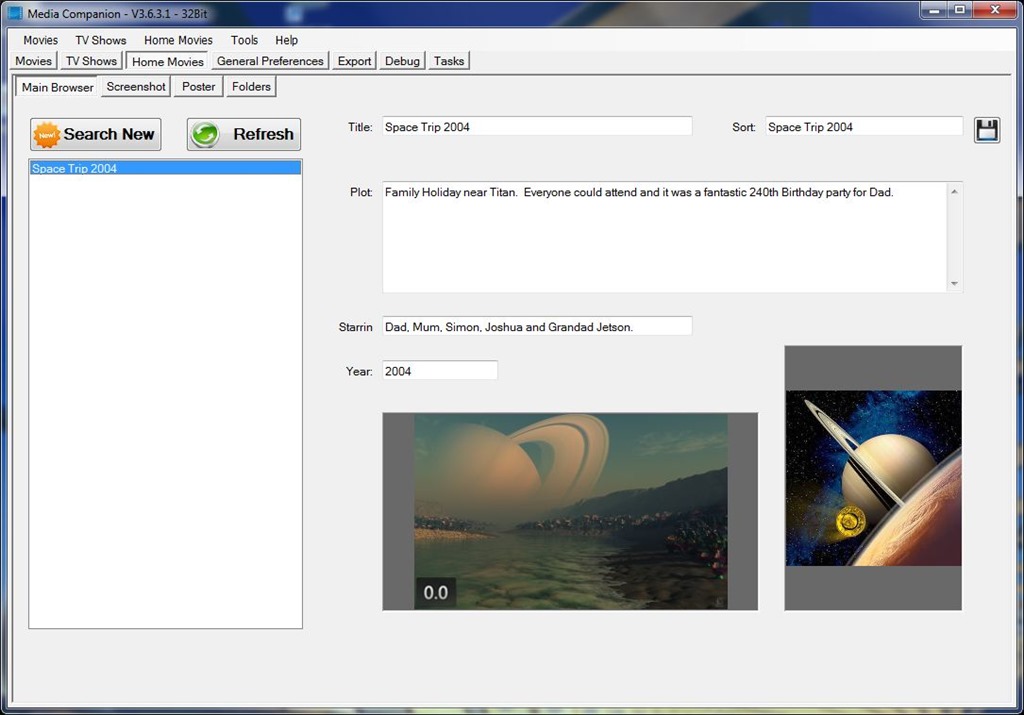 Media Companion - V3.6.3.1 - 32Bit
Movies TV Shows Home Movies Tools Help
Movies TV Shows Home Movies General Preferences Export Debug Tasks
Main Browser Screenshot Poster Folders
New! Search New Refresh
Title: Space Trip 2004 Sort: Space Trip 2004
Space Trip 2004
Plot: Family Holiday near Titan. Everyone could attend and it was a fantastic 240th Birthday party for Dad.
Starrin Dad, Mum, Simon, Joshua and Grandad Jetson.
Year: 2004
0.0